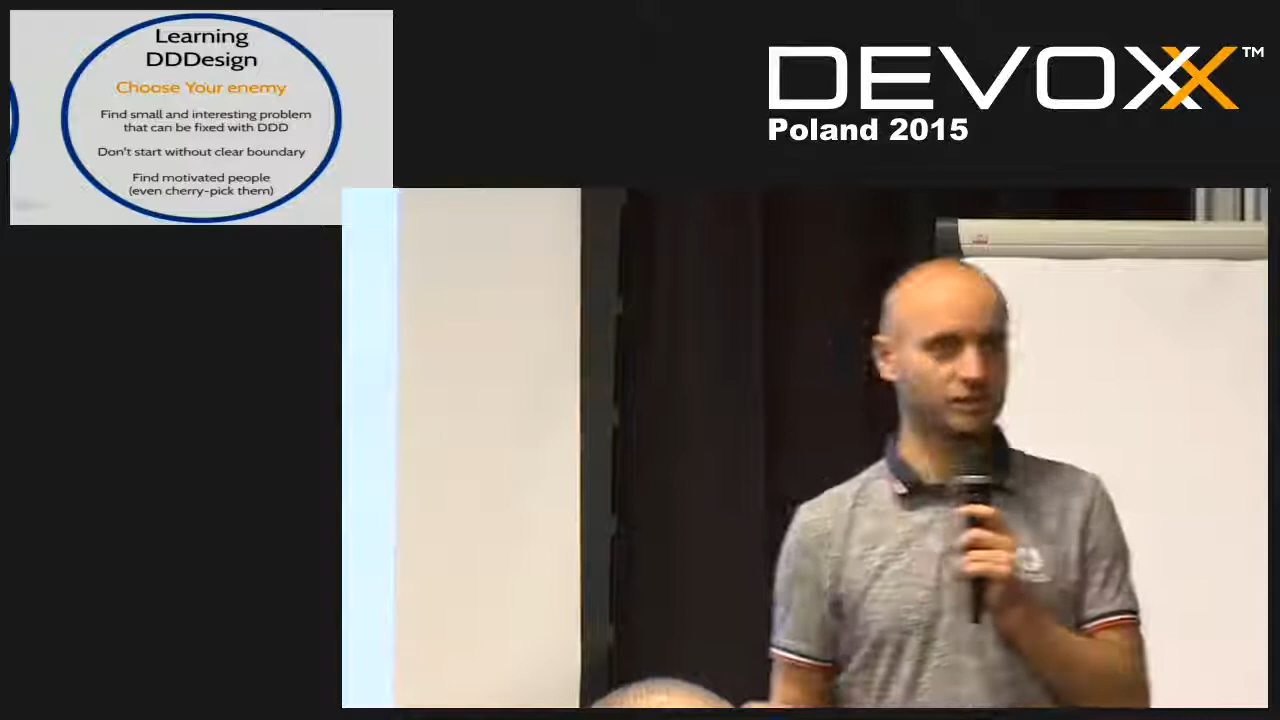 Learning
DDDesign
Choose Your enemy
Find small and interesting problem
that can be fixed with DDD
Don't start without clear boundary
Find motivated people
(even cherry-pick them)
DEVOXX™
Poland 2015